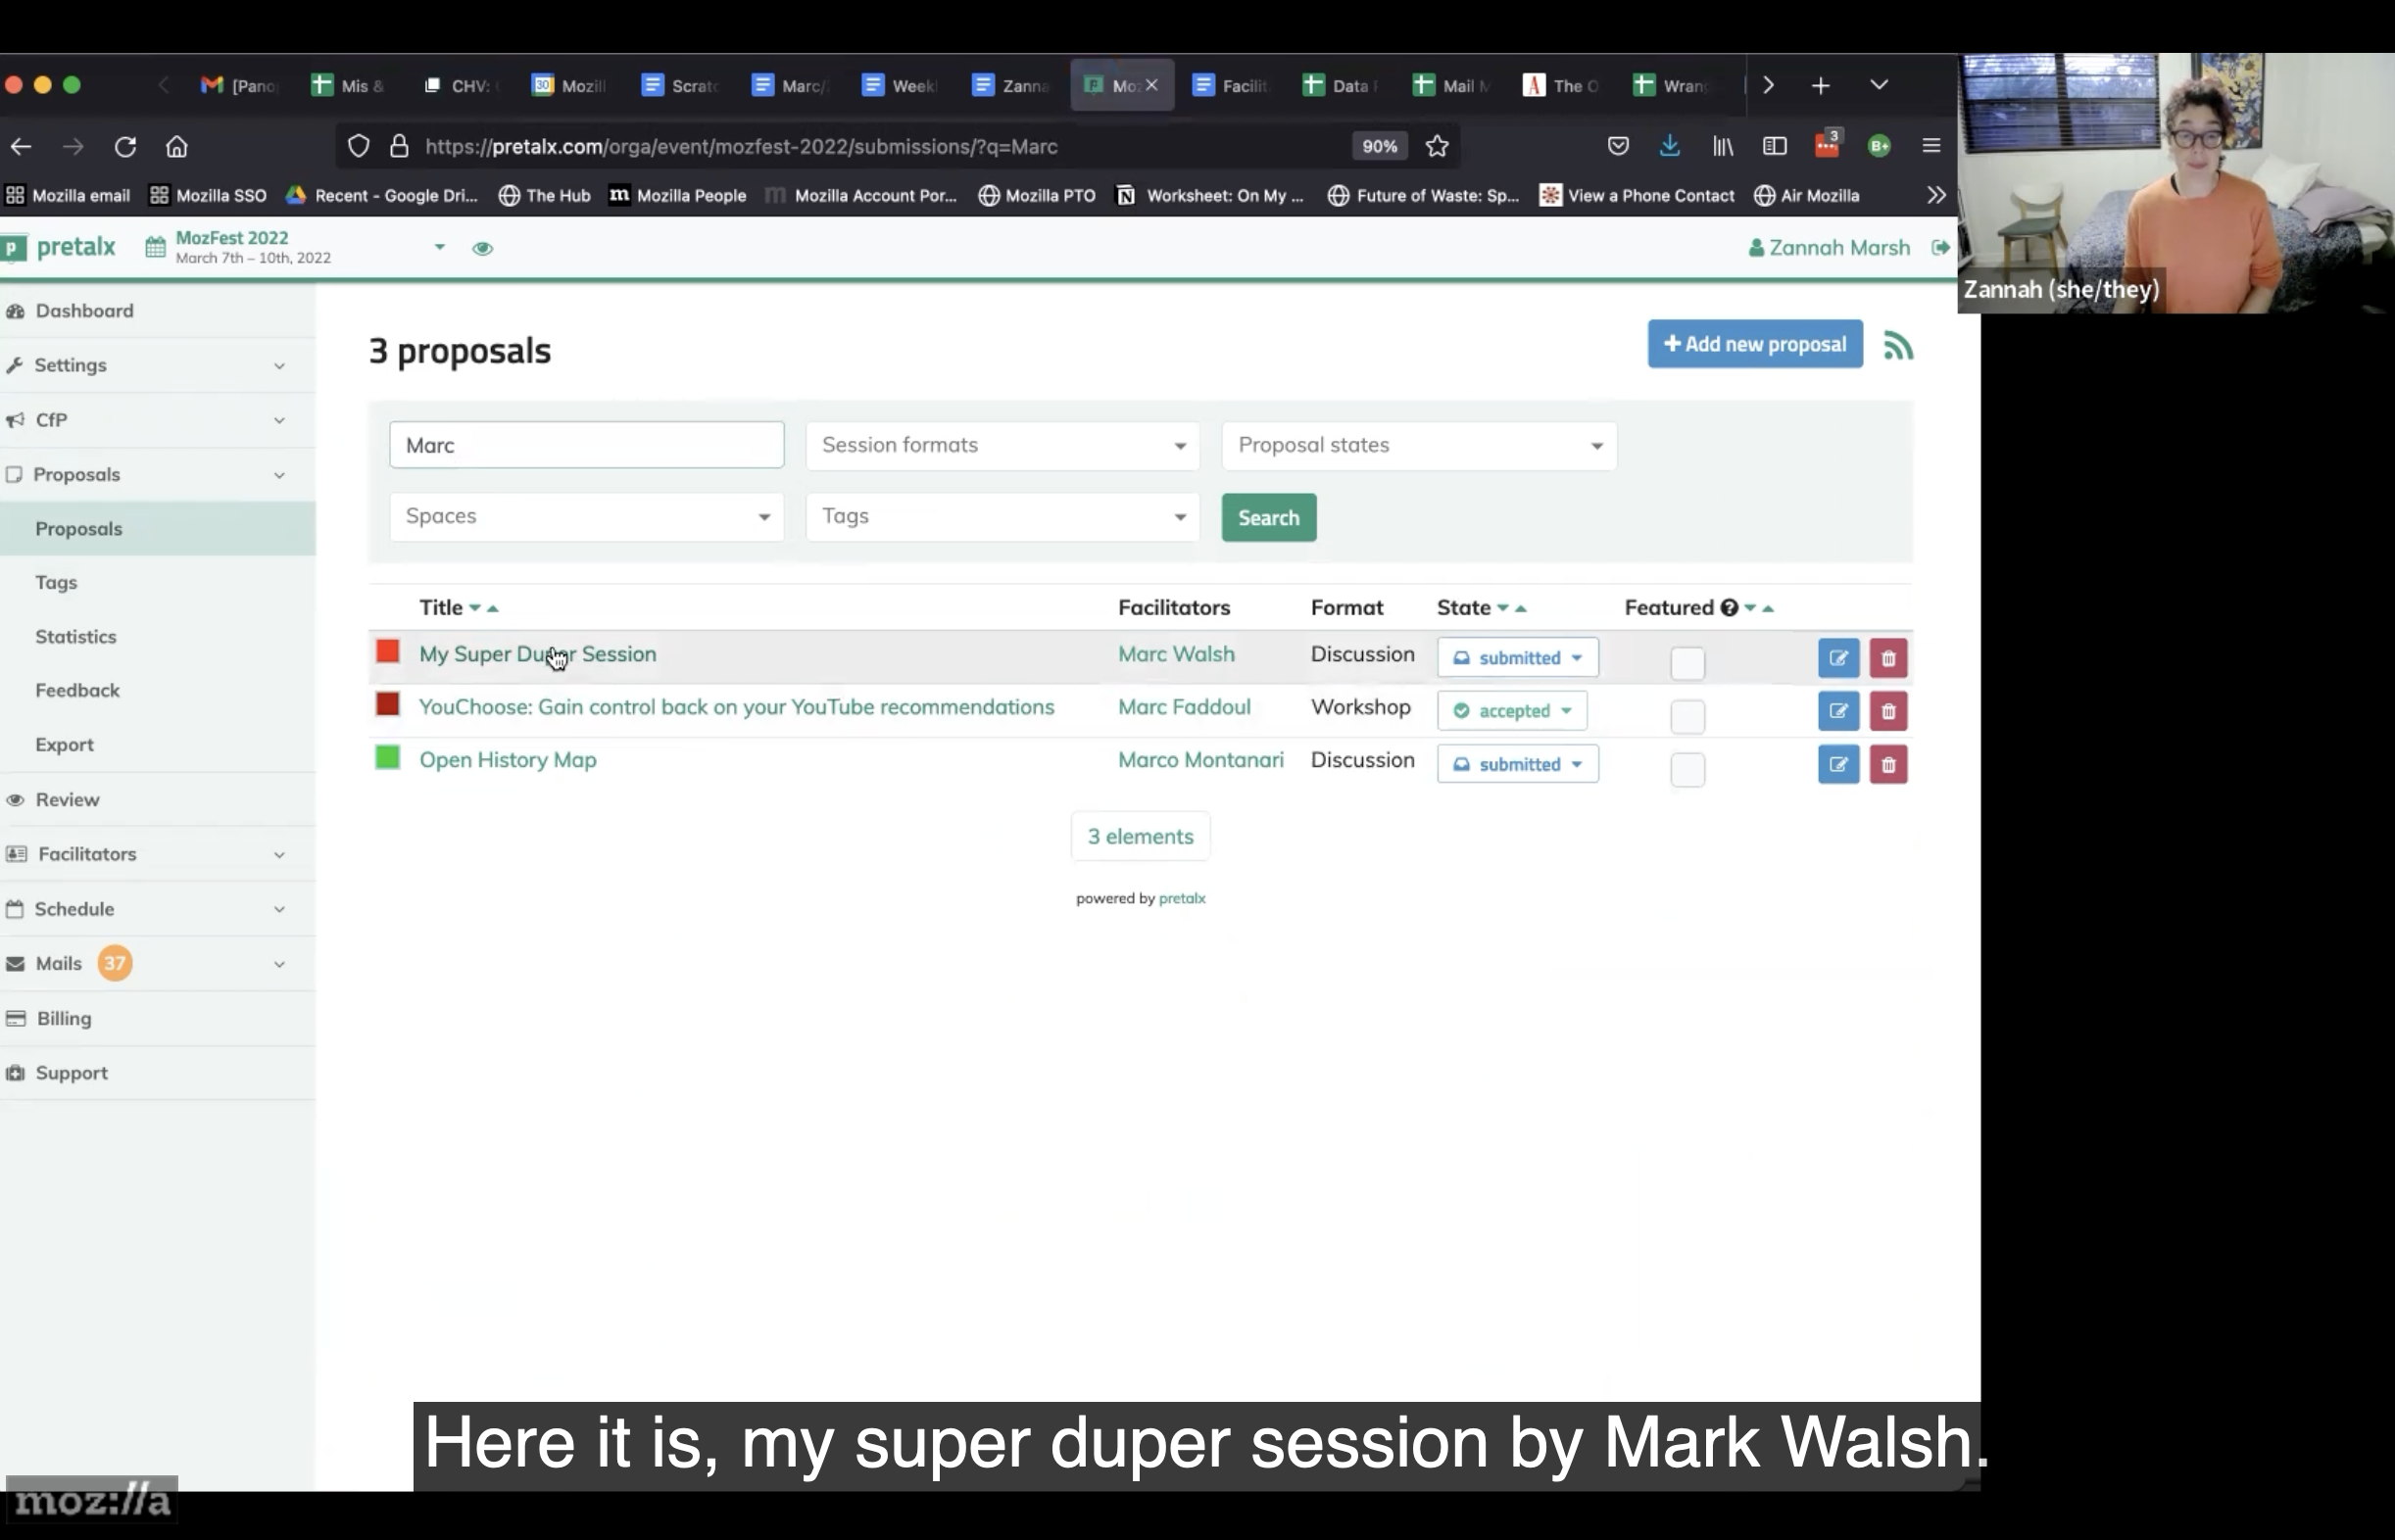 [Pano
Mis &
CHV:
30
Mozill
Scratc
Marc/
Week
Zanna
Mo
Facilit
Data
Mail M
The O
Wran
https://pretalx.com/orga/event/mozfest-2022/submissions/?q=Marc
90%
3
B+
Mozilla email
Mozilla SSO
Recent - Google Dri...
The Hub
m Mozilla People
m Mozilla Account Por...
Mozilla PTO
Worksheet: On My ...
Future of Waste: Sp...
View a Phone Contact
Air Mozilla
p pretalx
MozFest 2022
March 7th – 10th, 2022
Zannah Marsh
Zannah (she/they)
Dashboard
Settings
CfP
Proposals
Proposals
Tags
Statistics
Feedback
Export
Review
Facilitators
Schedule
Mails 37
Billing
Support
3 proposals
+ Add new proposal
Marc
Session formats
Proposal states
Spaces
Tags
Search
Title Facilitators Format State Featured ?
My Super Duper Session Marc Walsh Discussion submitted
YouChoose: Gain control back on your YouTube recommendations Marc Faddoul Workshop accepted
Open History Map Marco Montanari Discussion submitted
3 elements
powered by pretalx
Here it is, my super duper session by Mark Walsh.
moz://a